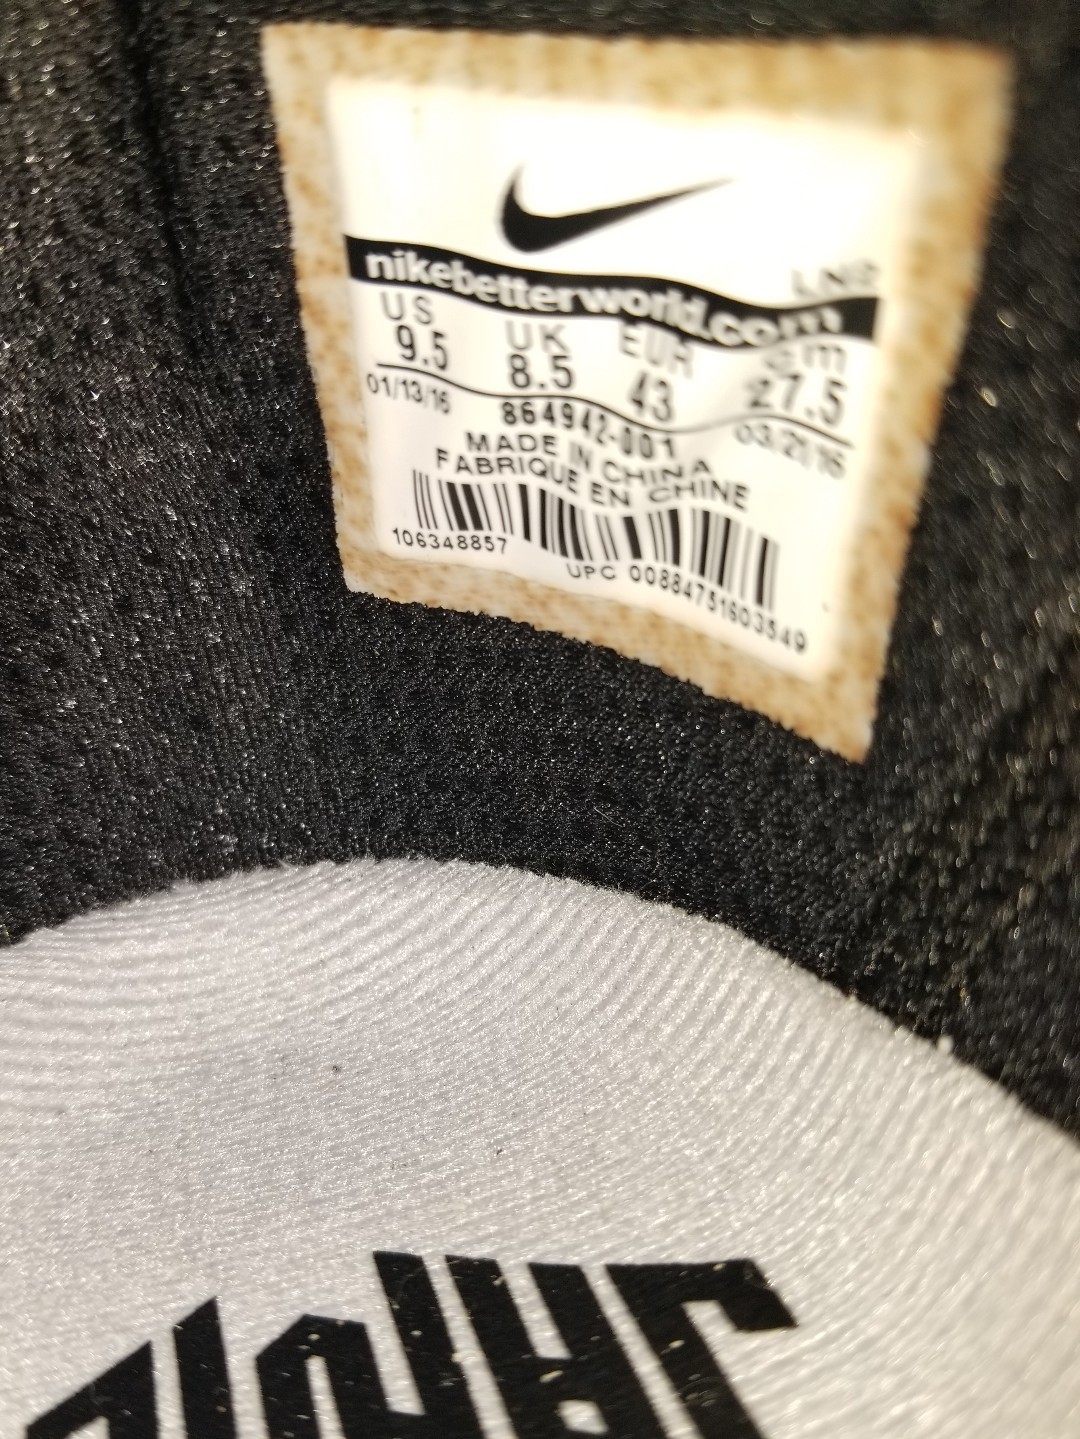 LN2
nikebetterworld.com
US UK EUR cm
9.5 8.5 43 27.5
01/13/16 864942-001 03/21/16
MADE IN CHINA
FABRIQUE EN CHINE
106348857
UPC 00884751603549